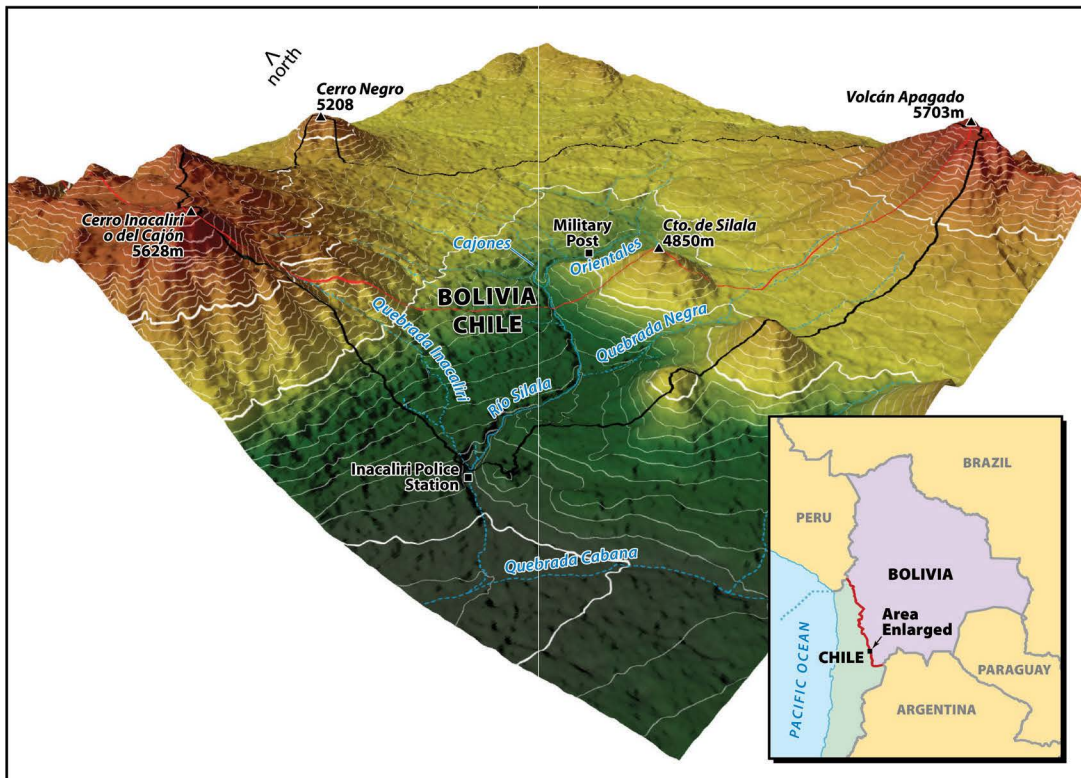 <
north
Cerro Negro
5208
Volcán Apagado
5703m
Cerro Inacaliri
o del Cajón
5628m
Cajones
Military
Post
Orientales
Cto. de Silala
4850m
BOLIVIA
CHILE
Quebrada Inacaliri
Quebrada Negra
Río Silala
Inacaliri Police
Station
Quebrada Cabana
BRAZIL
PERU
BOLIVIA
Area
Enlarged
CHILE
PACIFIC OCEAN
PARAGUAY
ARGENTINA